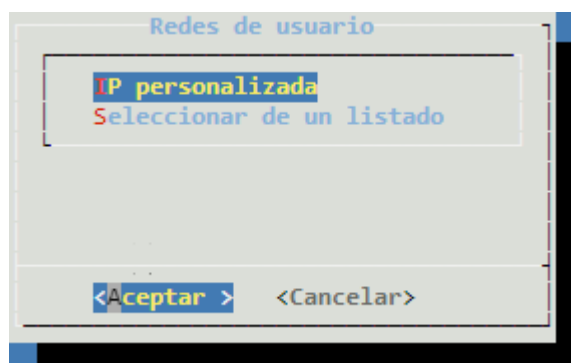 Redes de usuario
IP personalizada
Seleccionar de un listado
<Aceptar > <Cancelar>